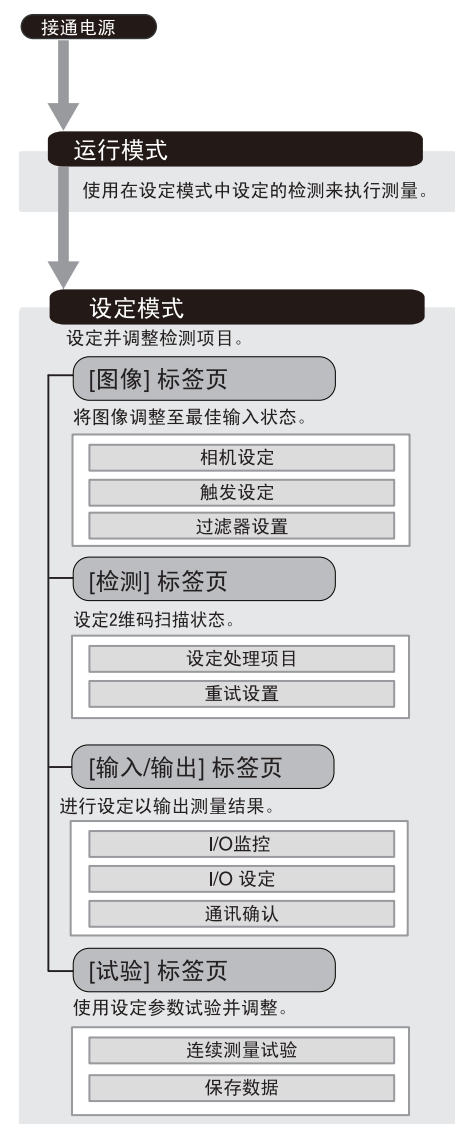 接通电源
运行模式
使用在设定模式中设定的检测来执行测量。
设定模式
设定并调整检测项目。
[图像] 标签页
将图像调整至最佳输入状态。
相机设定
触发设定
过滤器设置
[检测] 标签页
设定2维码扫描状态。
设定处理项目
重试设置
[输入/输出] 标签页
进行设定以输出测量结果。
I/O监控
I/O 设定
通讯确认
[试验] 标签页
使用设定参数试验并调整。
连续测量试验
保存数据